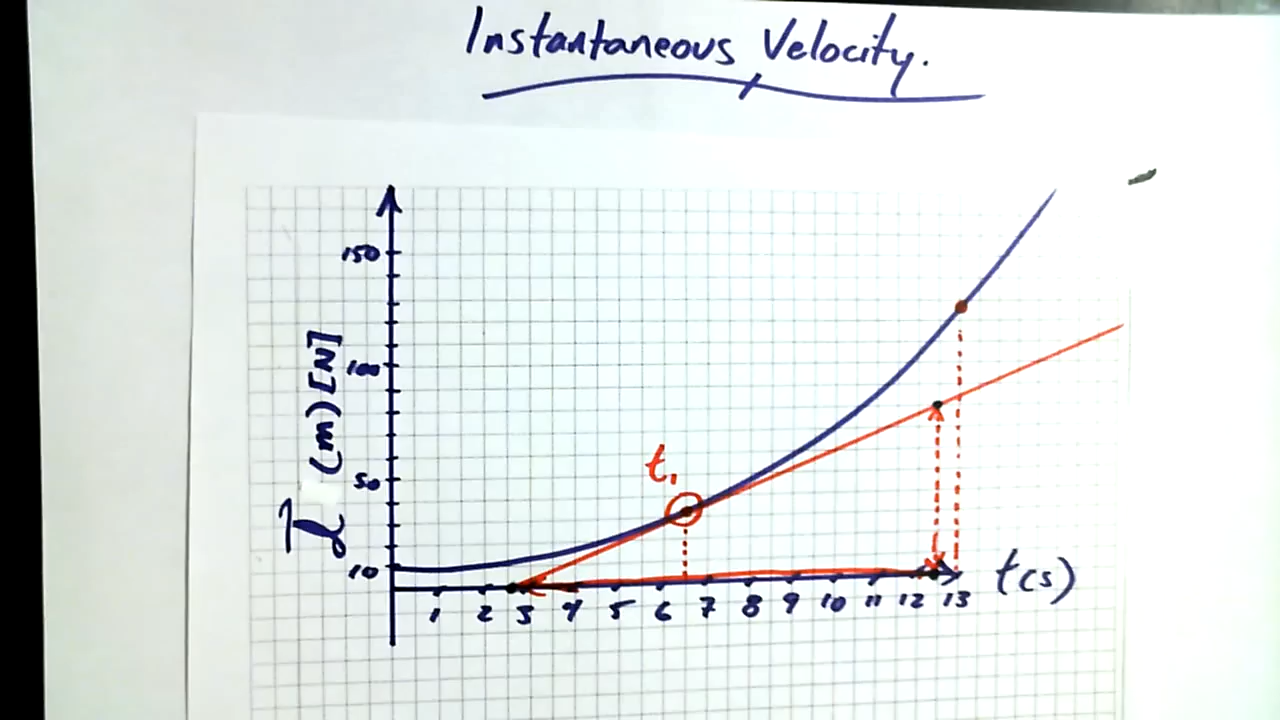 Instantaneous Velocity.
150
100
50
10
d (m) [N]
t₁
1 2 3 4 5 6 7 8 9 10 11 12 13
t(s)